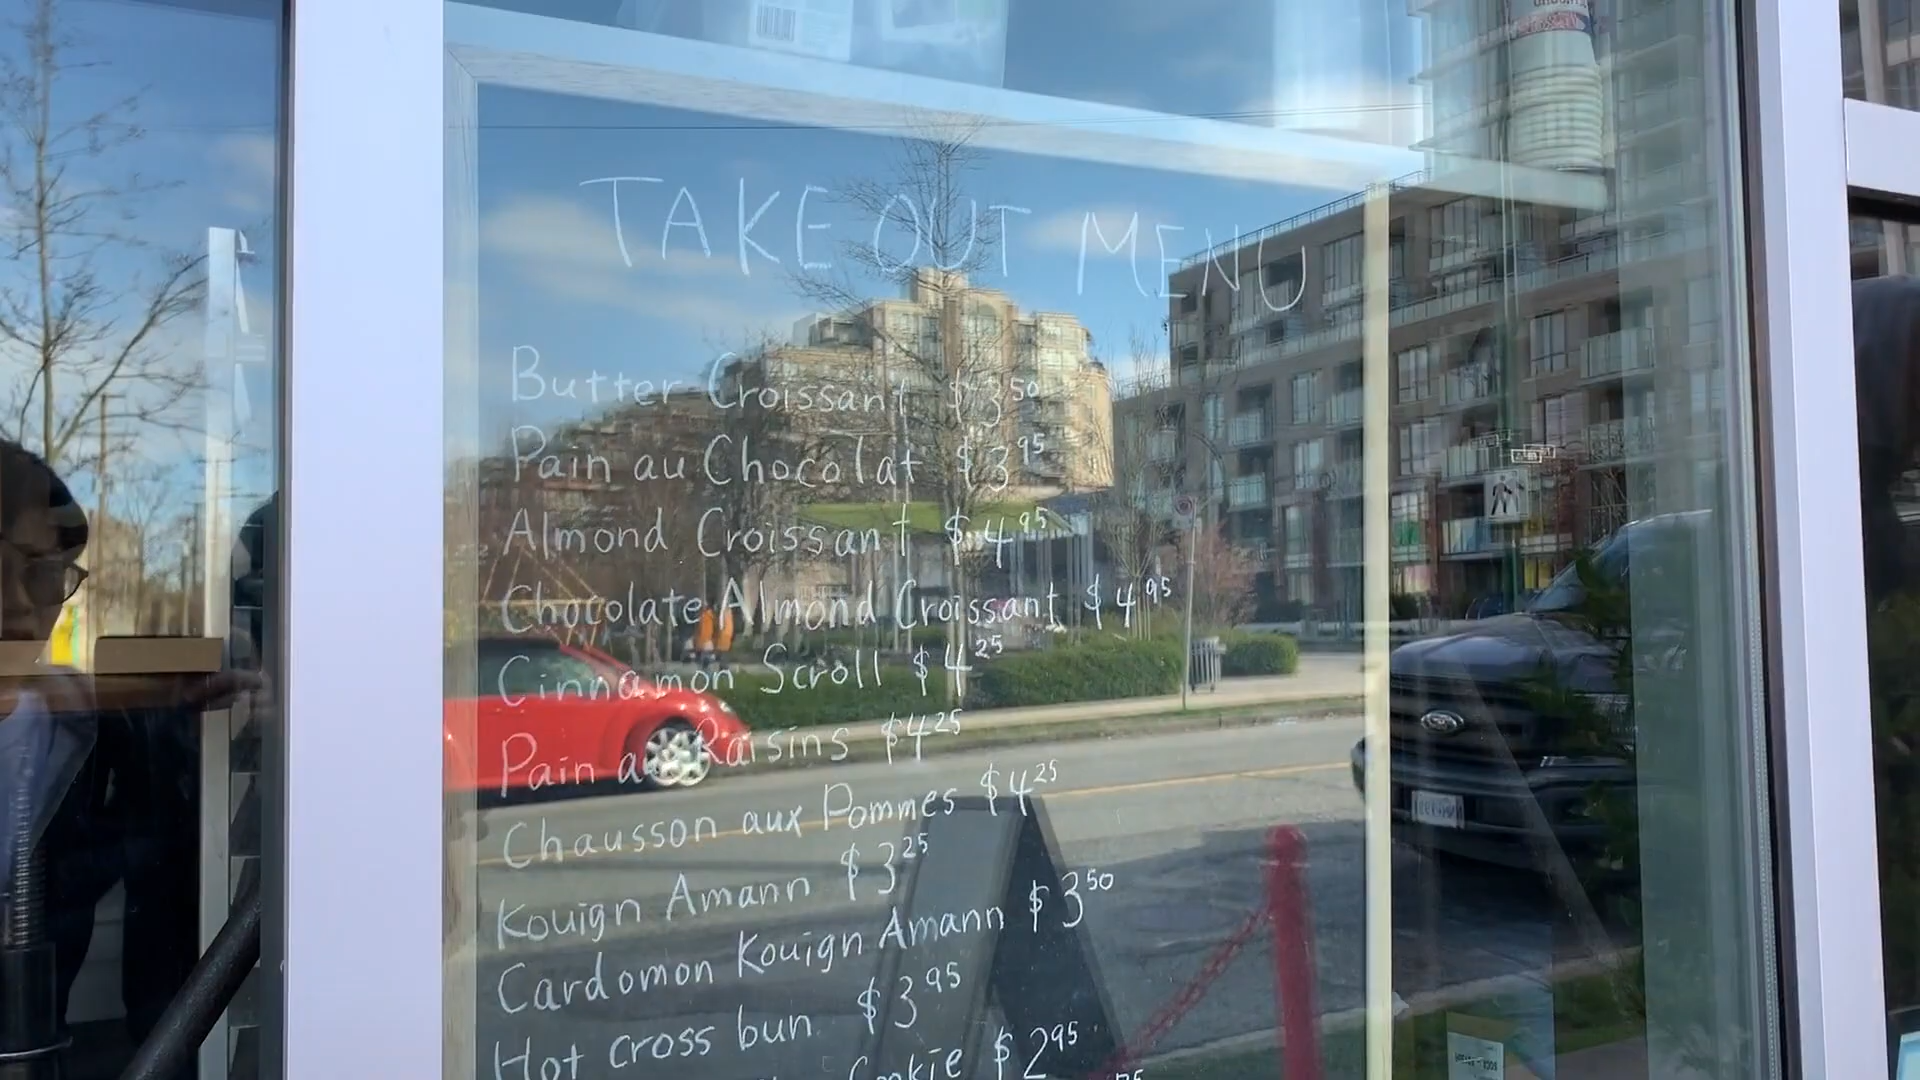 TAKE OUT MENU
Butter Croissant $3.50
Pain au Chocolat $3.95
Almond Croissant $4.95
Chocolate Almond Croissant $4.95
Cinnamon Scroll $4.25
Pain au Raisins $4.25
Chausson aux Pommes $4.25
Kouign Amann $3.25
Cardomon Kouign Amann $3.50
Hot cross bun $3.95
Cookie $2.95
Ford